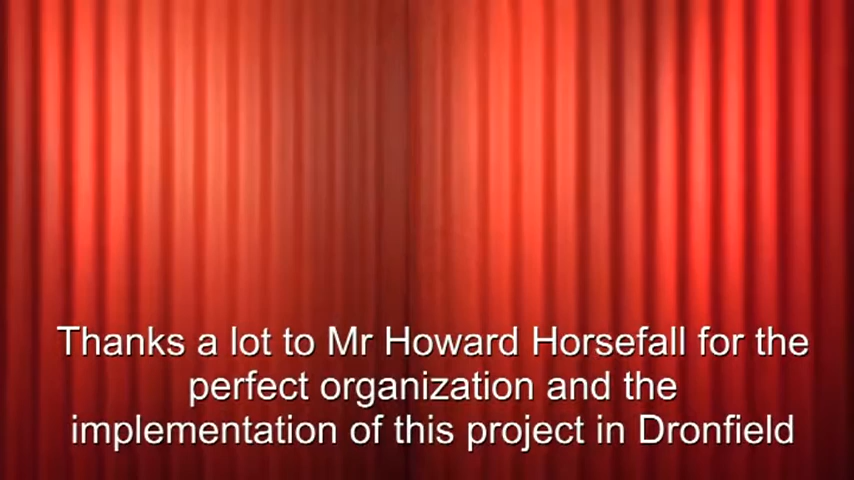 Thanks a lot to Mr Howard Horsefall for the
perfect organization and the
implementation of this project in Dronfield